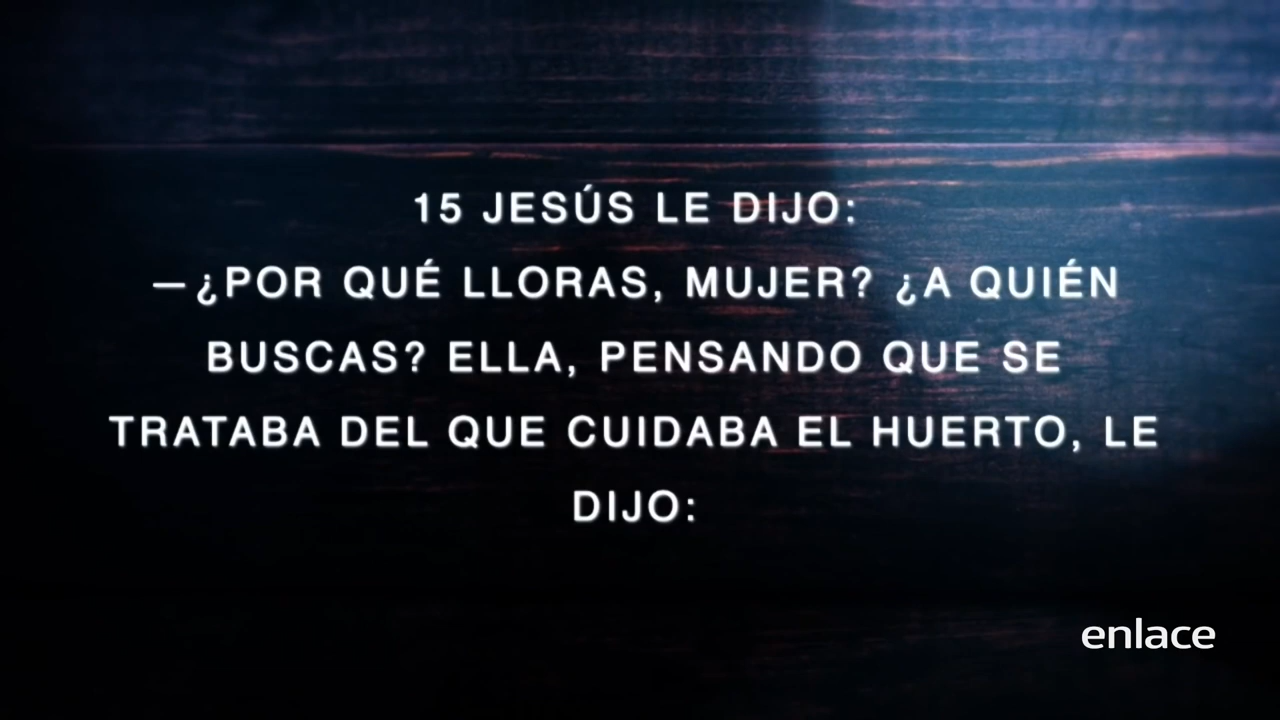 15 JESÚS LE DIJO:
—¿POR QUÉ LLORAS, MUJER? ¿A QUIÉN
BUSCAS? ELLA, PENSANDO QUE SE
TRATABA DEL QUE CUIDABA EL HUERTO, LE
DIJO:
enlace